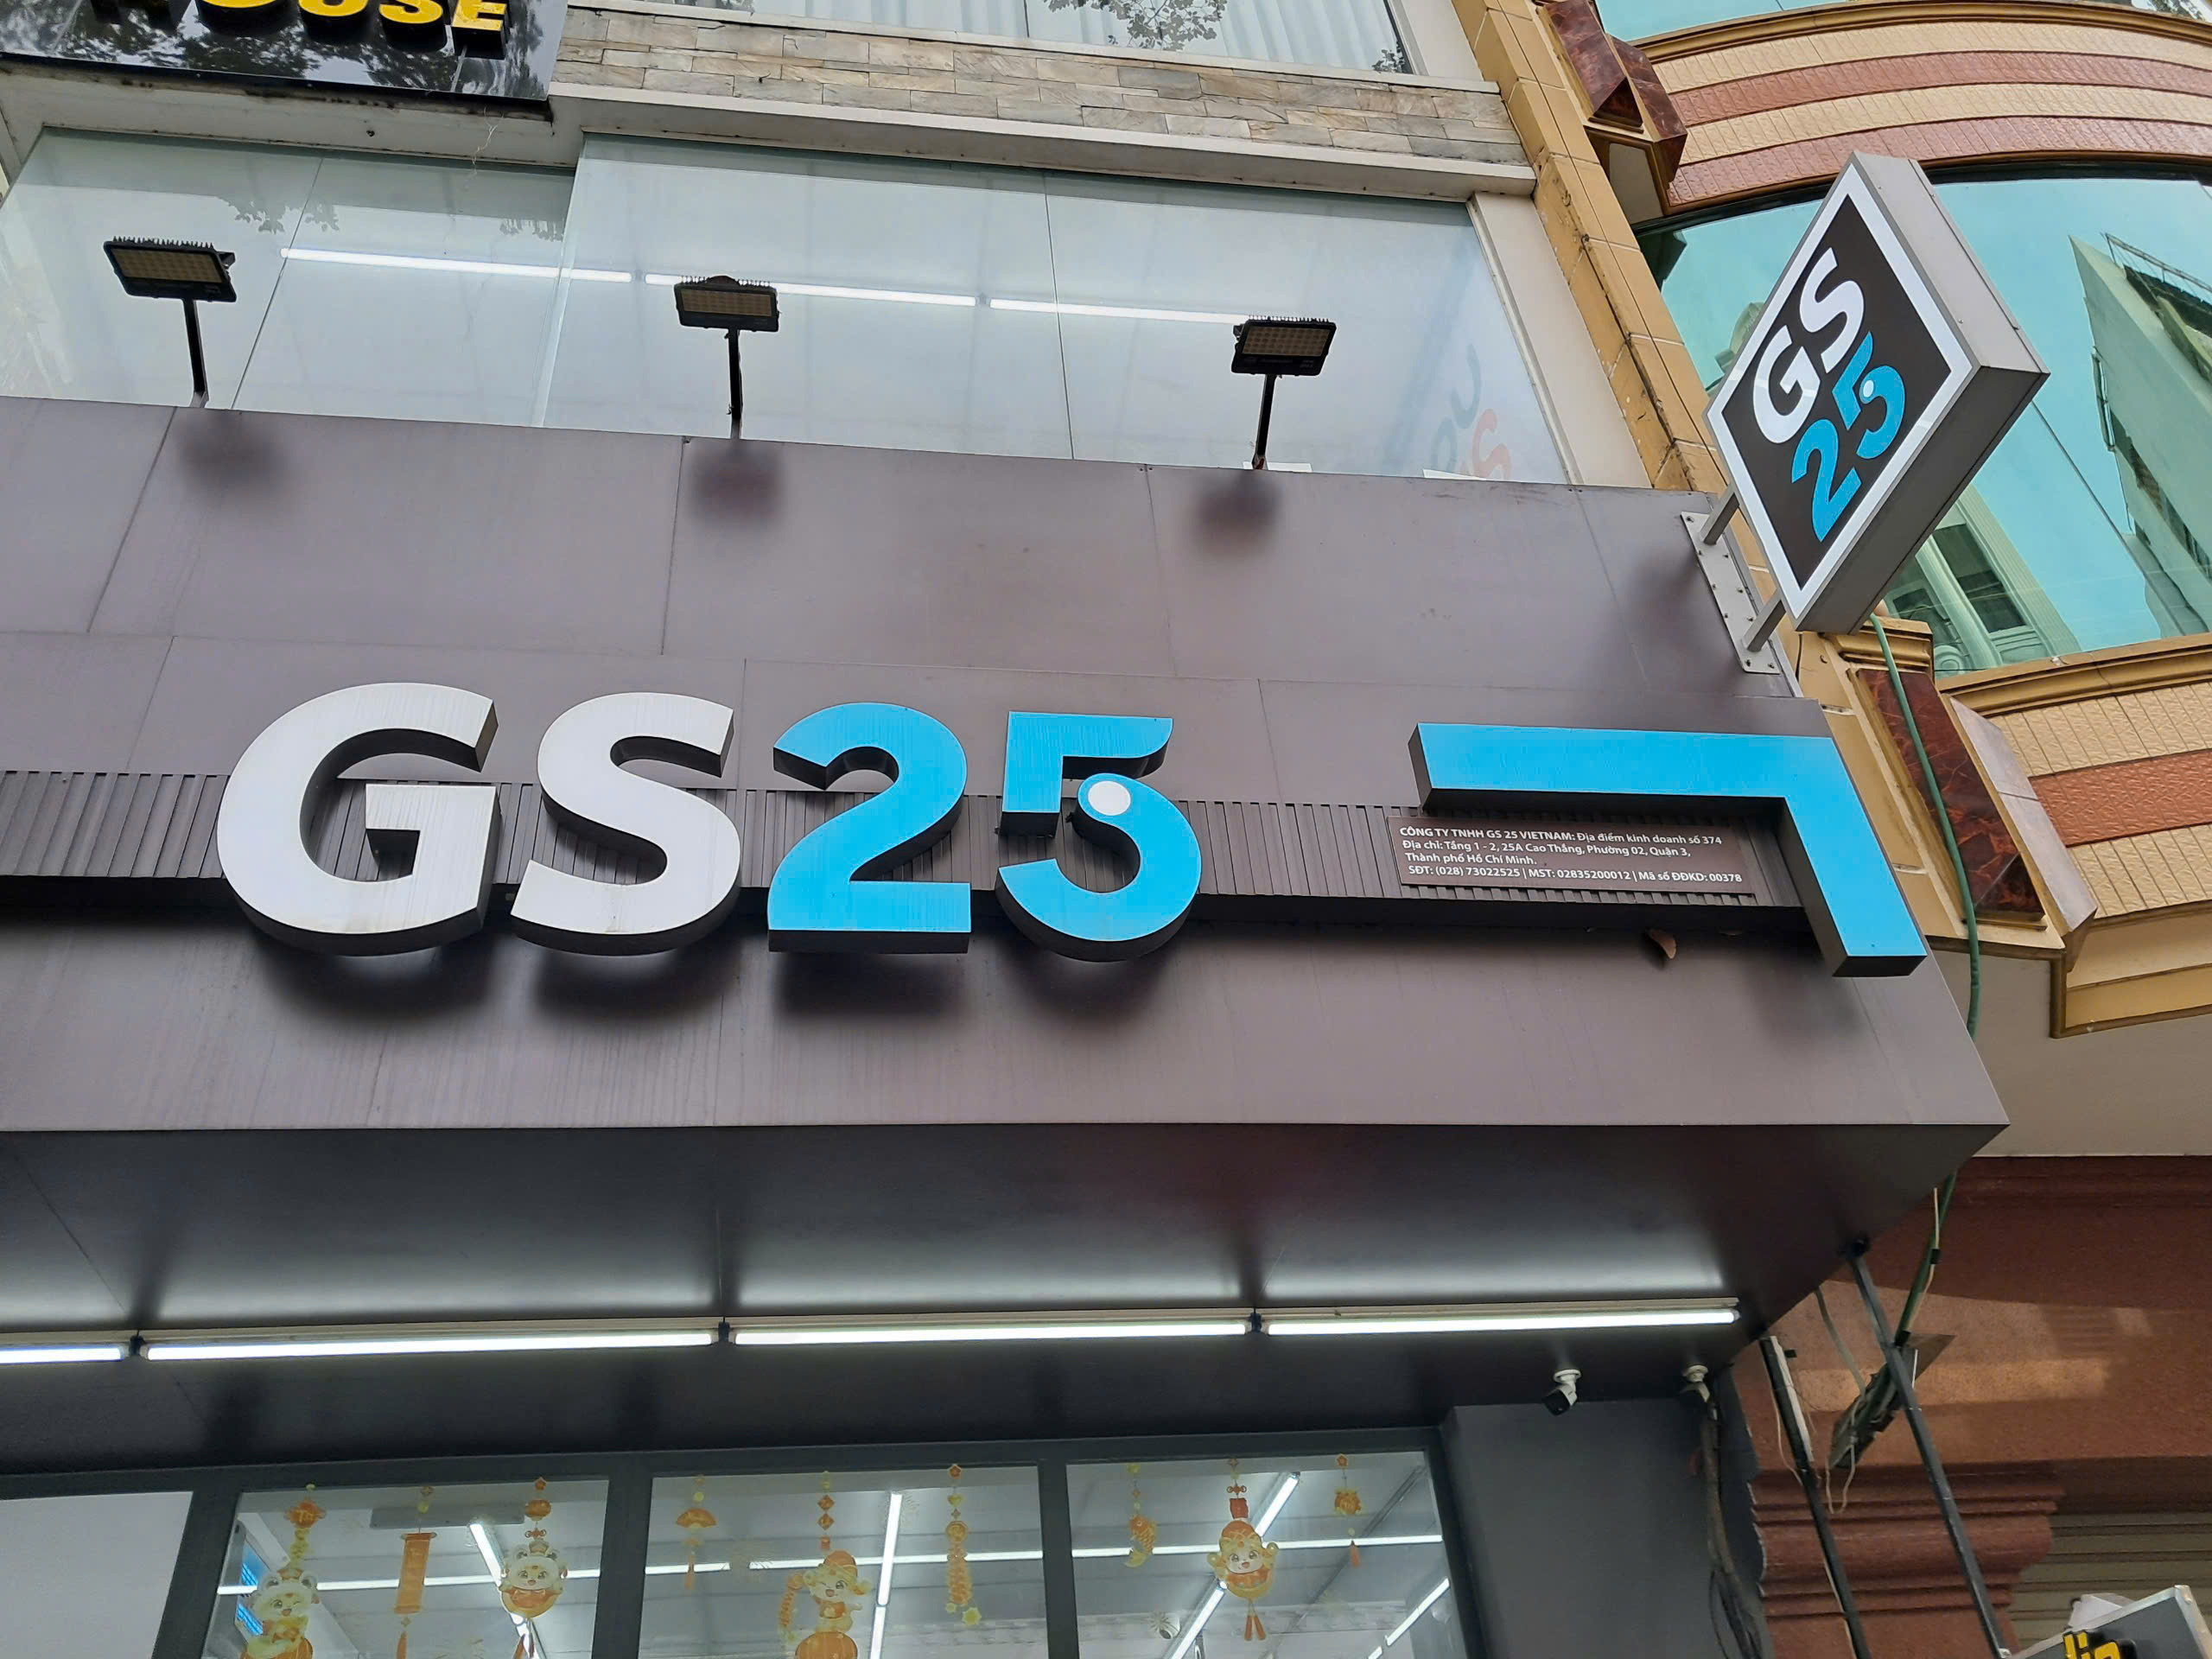 OUSE
GS
25
GS25
CÔNG TY TNHH GS 25 VIETNAM: Địa điểm kinh doanh số 374
Địa chỉ: Tầng 1 - 2, 25A Cao Thắng, Phường 02, Quận 3,
Thành phố Hồ Chí Minh.
SĐT: (028) 73022525 | MST: 02835200012 | Mã số ĐĐKD: 00378